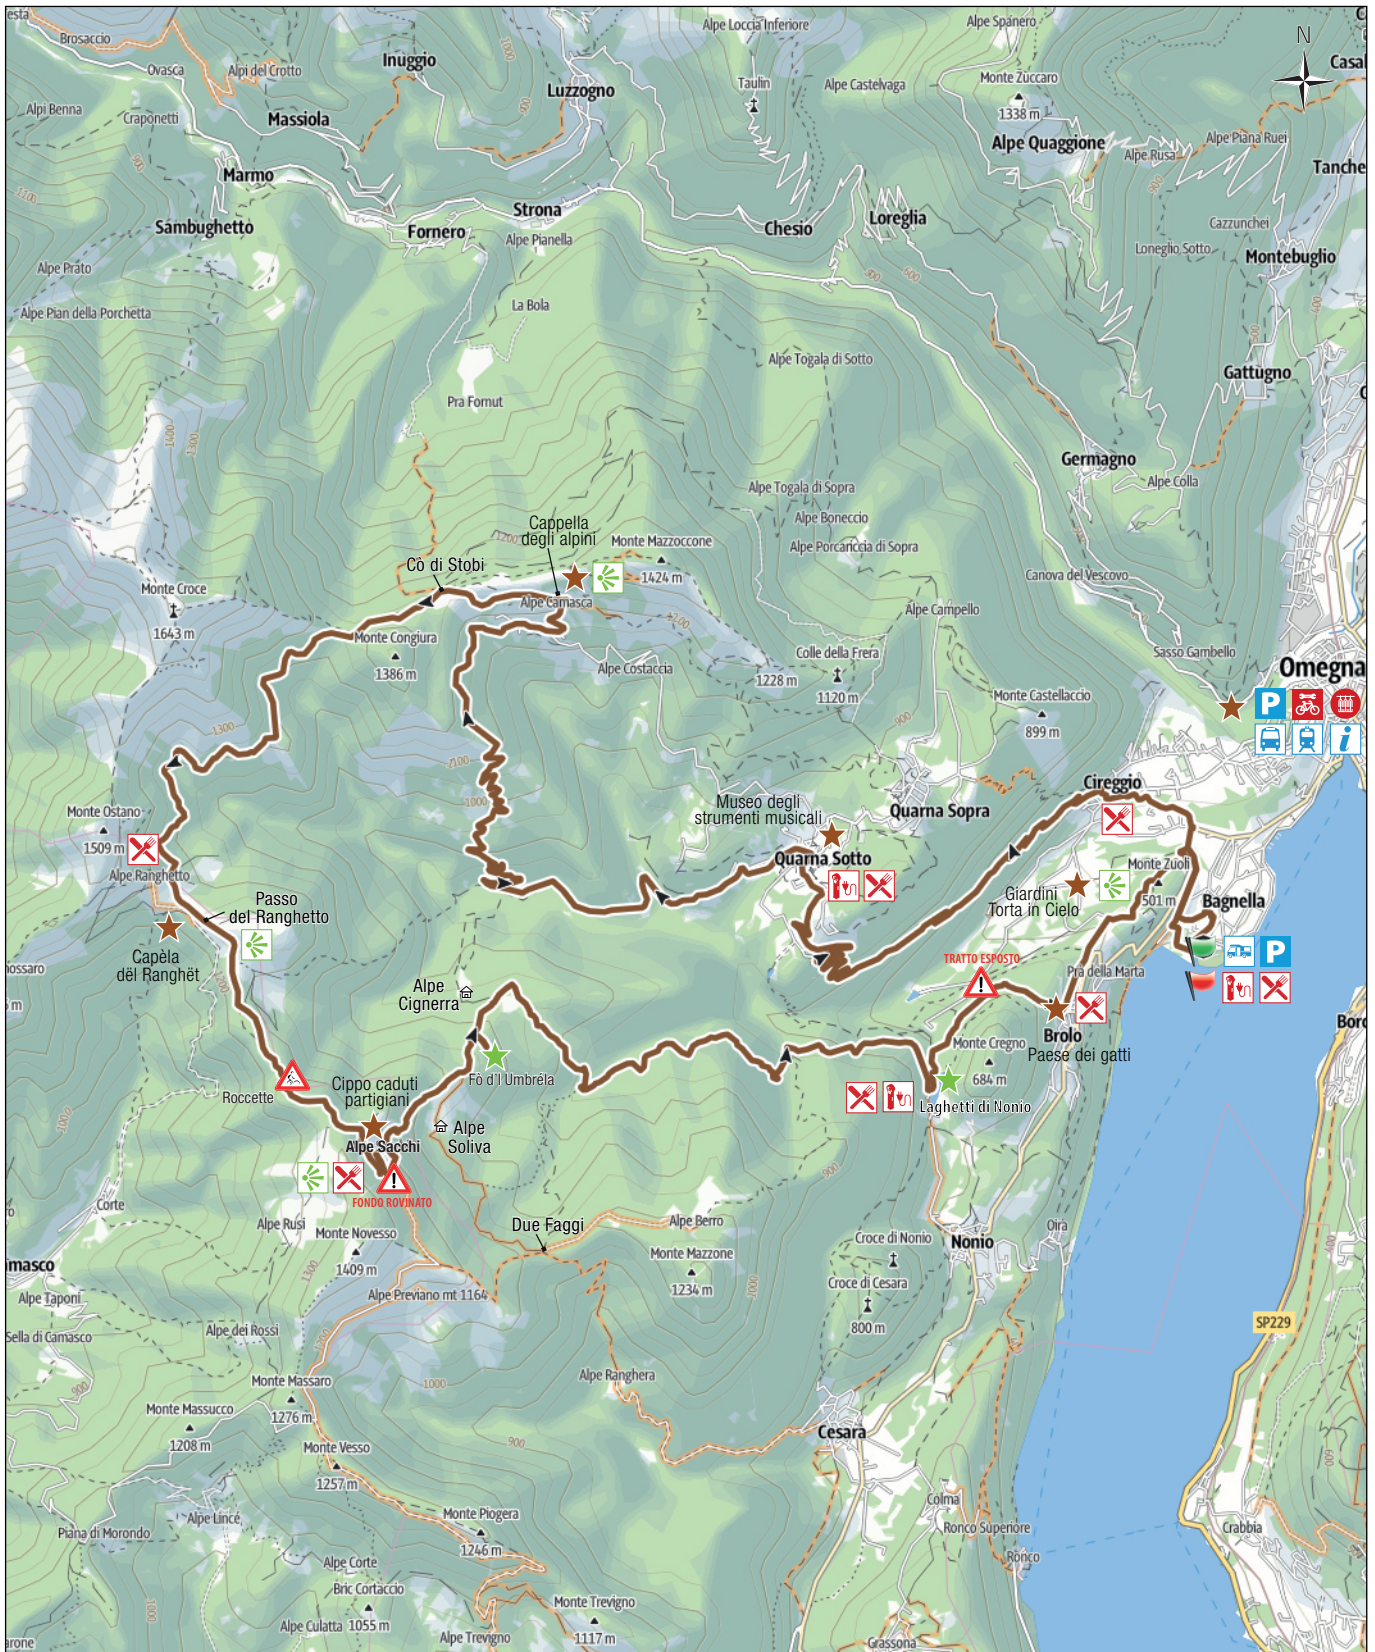 esta
Brosaccio
Ovasca
Alpi del Crotto
Inuggio
Alpe Loccia Inferiore
Alpe Spanero
N
Casal
Alpi Benna
Craponetti
Massiola
Luzzogno
Taulin
Alpe Castelvaga
Monte Zuccaro
1338 m
Alpe Quaggione
Alpe Rusa
Alpe Piana Ruei
Tanche
Marmo
Sambughetto
Fornero
Strona
Alpe Pianella
Chesio
Loreglia
Cazzunchei
Loneglio Sotto
Montebuglio
Alpe Prato
Alpe Pian della Porchetta
La Bola
Alpe Togala di Sotto
Gattugno
Pra Fornut
Germagno
Alpe Colla
Alpe Togala di Sopra
Alpe Boneccio
Alpe Porcariccia di Sopra
Cappella
degli alpini
Monte Mazzoccone
1424 m
Cò di Stobi
Alpe Camasca
Canova del Vescovo
Alpe Campello
Monte Croce
1643 m
Monte Congiura
1386 m
Alpe Costaccia
Colle della Frera
1228 m
1120 m
Sasso Gambello
Omegna
Monte Castellaccio
899 m
P
i
Cireggio
Monte Ostano
1509 m
Alpe Ranghetto
Museo degli
strumenti musicali
Quarna Sopra
Quarna Sotto
Monte Zuoli
501 m
Giardini
Torta in Cielo
Bagnella
Passo
del Ranghetto
Capèla
dël Ranghët
TRATTO ESPOSTO
Prà della Marta
P
Alpe
Cignerra
Brolo
Paese dei gatti
Monte Cregno
684 m
Fò d'l Umbréla
Laghetti di Nonio
Roccette
Cippo caduti
partigiani
Alpe Sacchi
Alpe
Soliva
FONDO ROVINATO
Corte
Alpe Rusi
Monte Novesso
1409 m
Due Faggi
Alpe Berro
Monte Mazzone
1234 m
Croce di Nonio
Croce di Cesara
800 m
Nonio
Oira
Boro
masco
Alpe Taponi
Alpe Previano mt 1164
Sella di Camasco
Alpe dei Rossi
SP229
Monte Massaro
1276 m
Alpe Ranghera
Monte Massucco
1208 m
Monte Vesso
1257 m
Cesara
Colma
Ronco Superiore
Ronco
Crabbia
Piana di Morondo
Alpe Lincé
Monte Piogera
1246 m
Alpe Corte
Bric Cortaccio
1055 m
Alpe Culatta
Monte Trevigno
1117 m
Alpe Trevigno
Grassona
arone